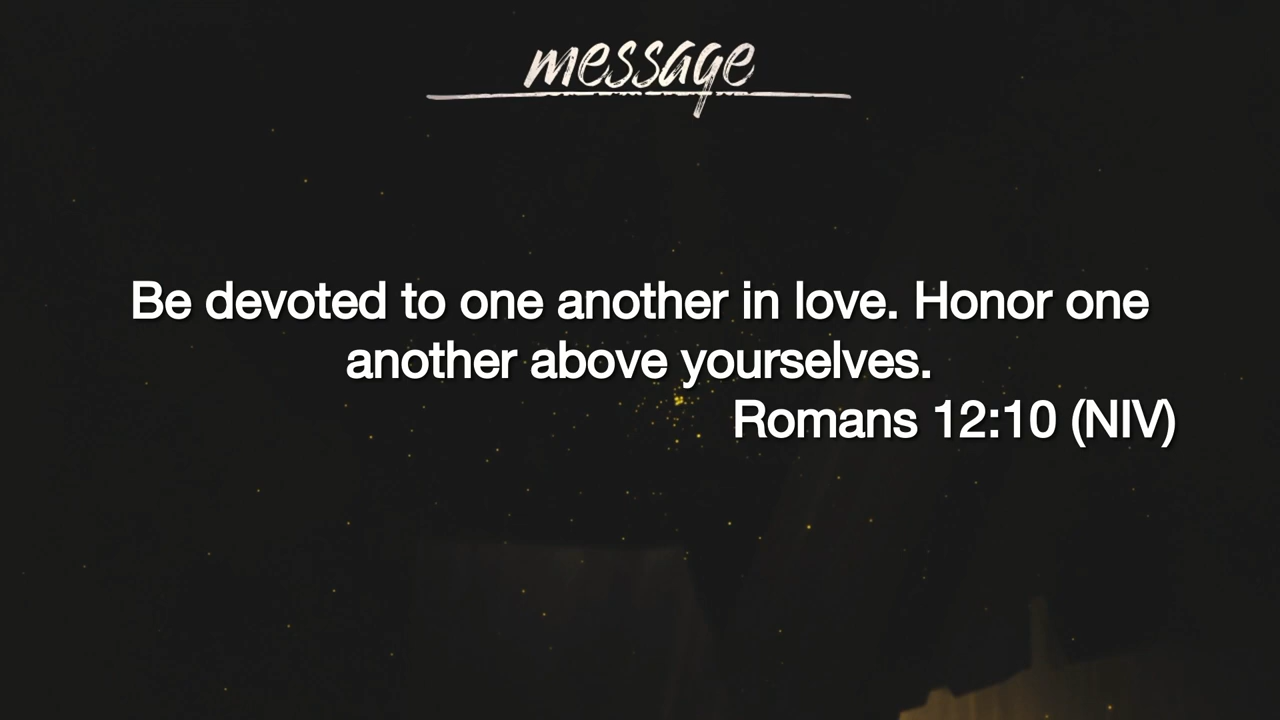 message
Be devoted to one another in love. Honor one
another above yourselves.
Romans 12:10 (NIV)